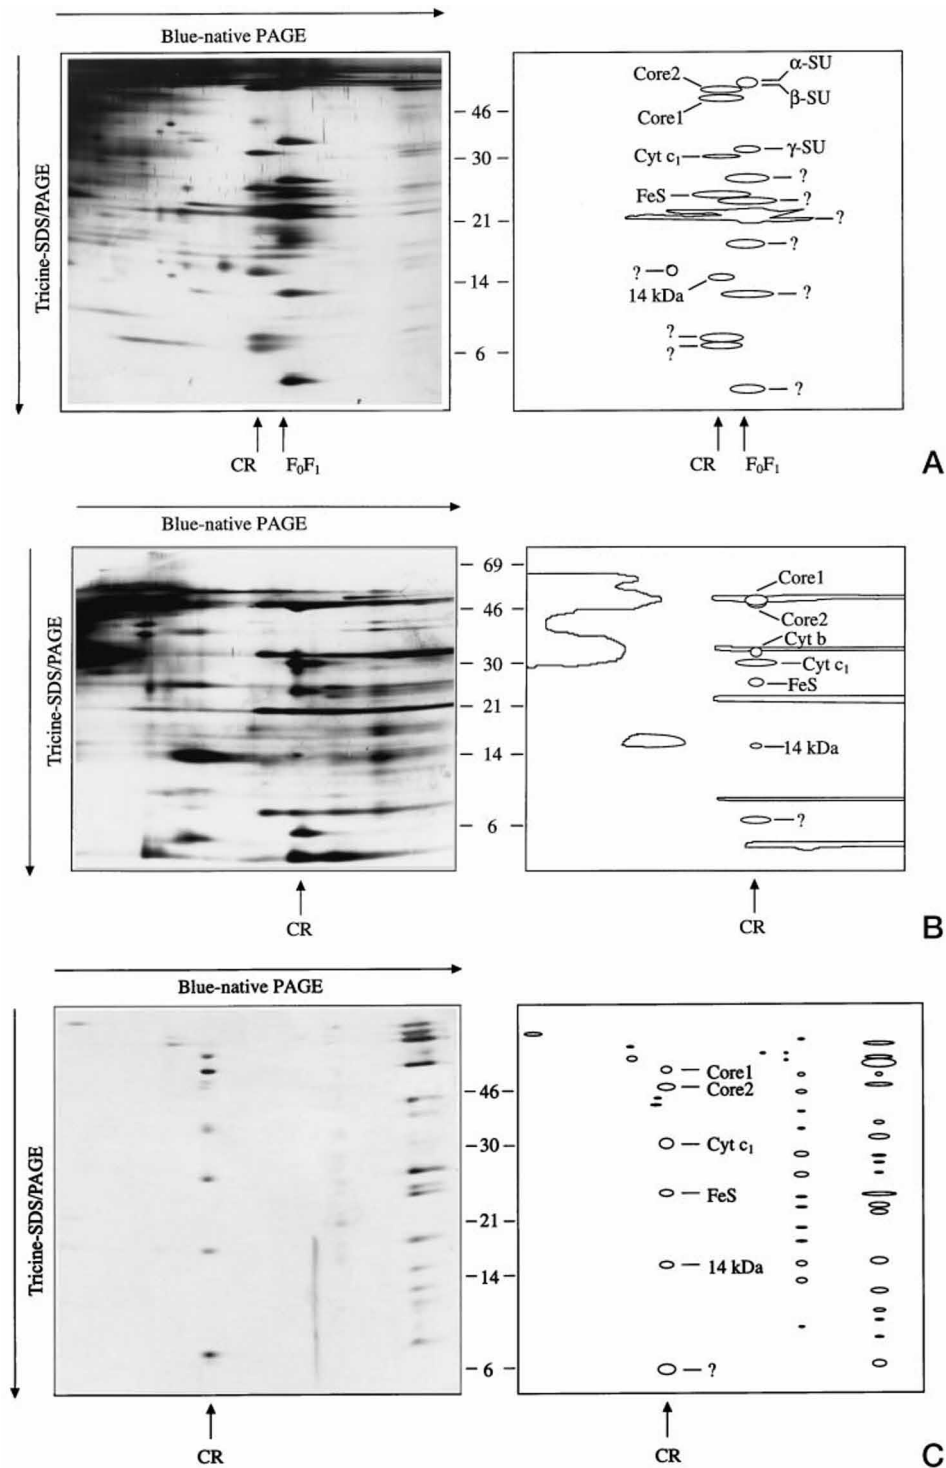 Blue-native PAGE
Tricine-SDS/PAGE
46
30
21
14
6
Core2
α-SU
β-SU
Core1
Cyt c₁
γ-SU
?
FeS
?
?
?
?
14 kDa
?
?
?
?
CR
F₀F₁
CR
F₀F₁
A
Blue-native PAGE
Tricine-SDS/PAGE
69
46
30
21
14
6
Core1
Core2
Cyt b
Cyt c₁
FeS
14 kDa
?
CR
CR
B
Blue-native PAGE
Tricine-SDS/PAGE
46
30
21
14
6
Core1
Core2
Cyt c₁
FeS
14 kDa
?
CR
CR
C